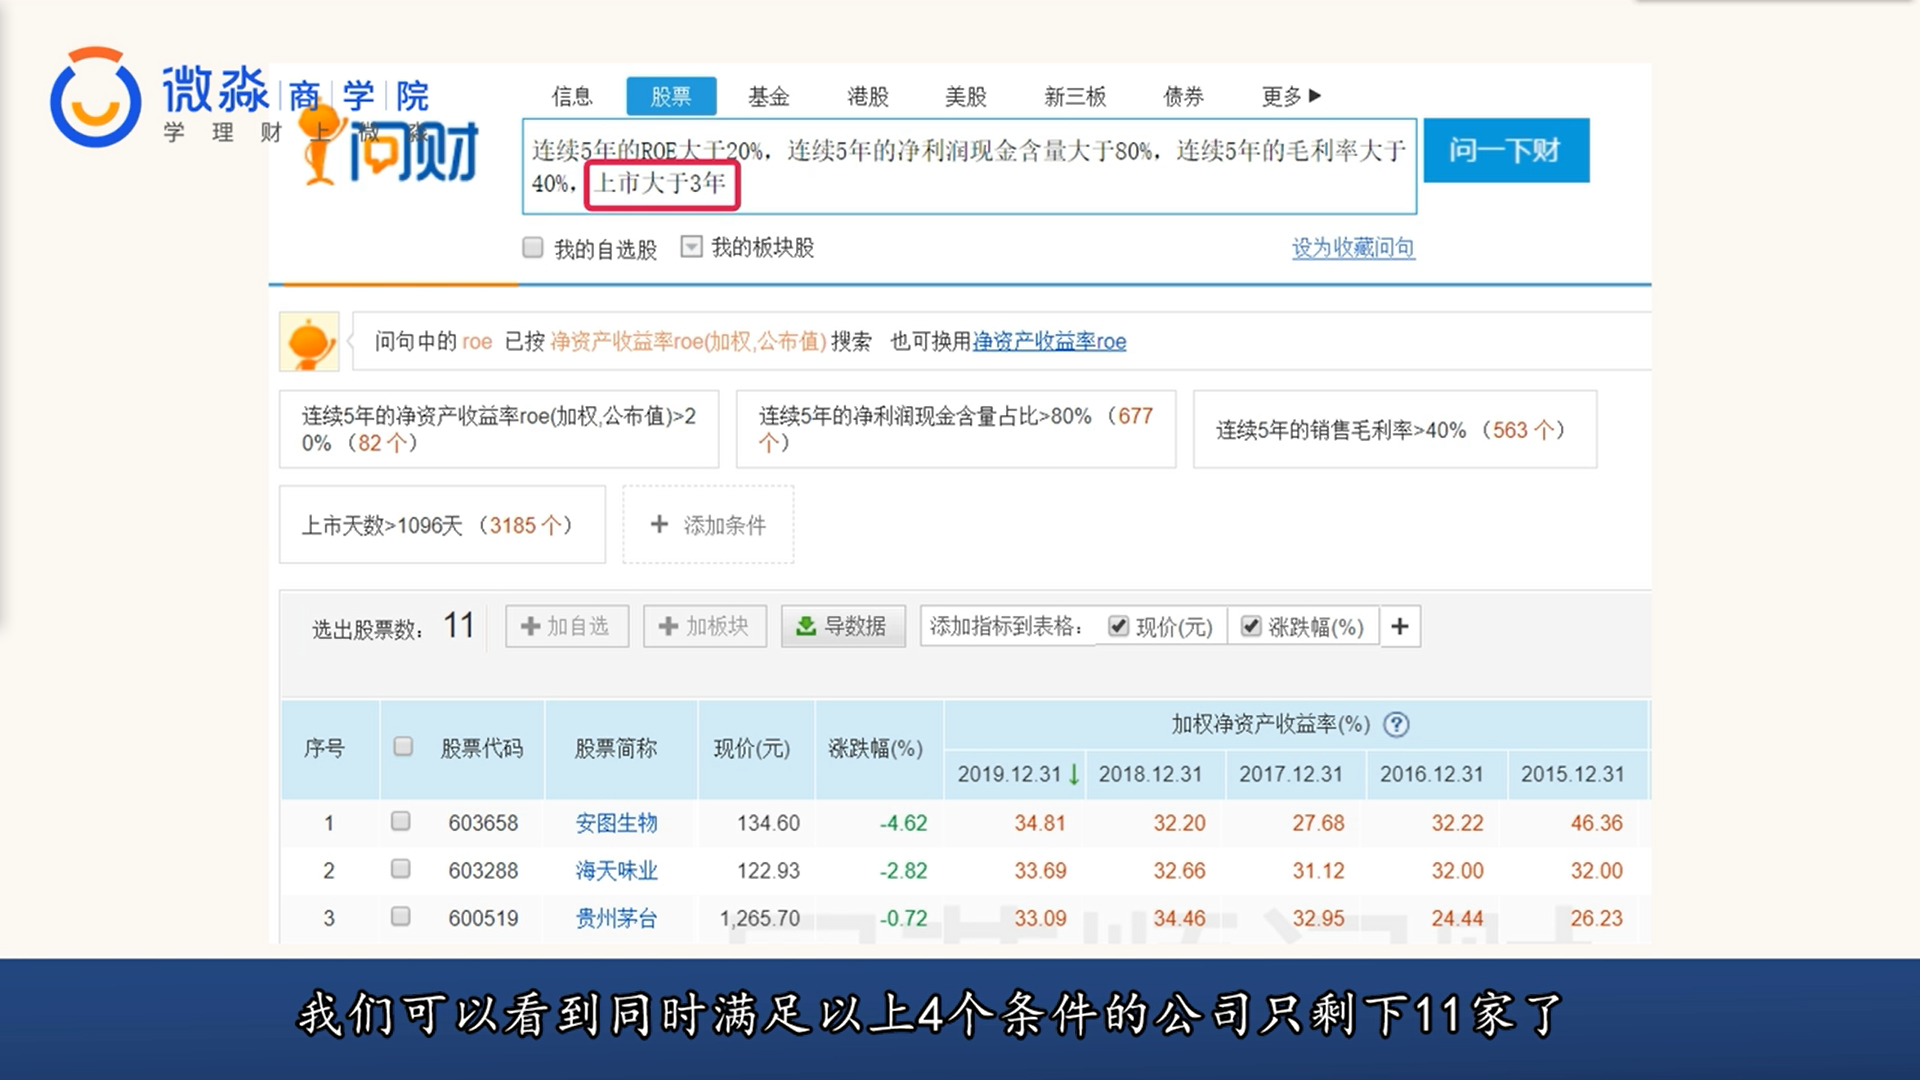 微淼 商 学 院
学 理 财 上 微 淼
问财
信息 股票 基金 港股 美股 新三板 债券 更多
连续5年的ROE大于20%，连续5年的净利润现金含量大于80%，连续5年的毛利率大于
40%，上市大于3年
问一下财
我的自选股 我的板块股 设为收藏问句
问句中的 roe 已按 净资产收益率roe(加权,公布值) 搜索 也可换用净资产收益率roe
连续5年的净资产收益率roe(加权,公布值)>2
0%（82 个）
连续5年的净利润现金含量占比>80%（677
个）
连续5年的销售毛利率>40%（563 个）
上市天数>1096天（3185 个）
+ 添加条件
选出股票数： 11 +加自选 +加板块 导数据 添加指标到表格： 现价(元) 涨跌幅(%) +
序号 股票代码 股票简称 现价(元) 涨跌幅(%) 加权净资产收益率(%) ?
2019.12.31 ↓ 2018.12.31 2017.12.31 2016.12.31 2015.12.31
1 603658 安图生物 134.60 -4.62 34.81 32.20 27.68 32.22 46.36
2 603288 海天味业 122.93 -2.82 33.69 32.66 31.12 32.00 32.00
3 600519 贵州茅台 1,265.70 -0.72 33.09 34.46 32.95 24.44 26.23
我们可以看到同时满足以上4个条件的公司只剩下11家了